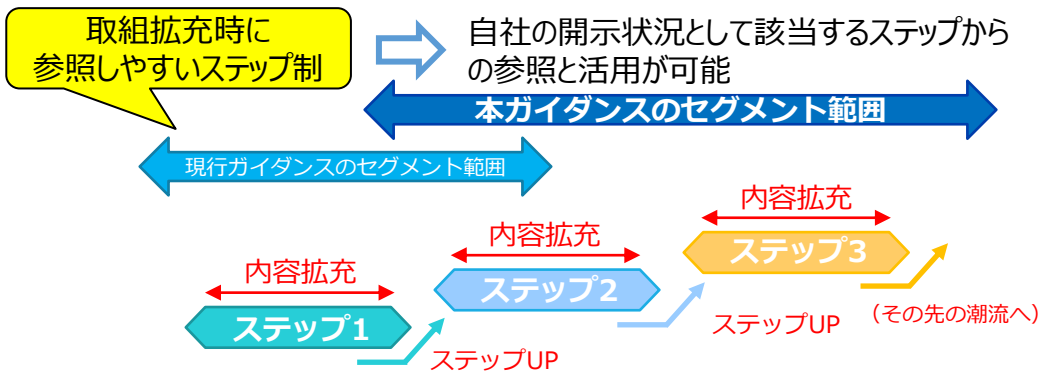 取組拡充時に
参照しやすいステップ制
自社の開示状況として該当するステップから
の参照と活用が可能
本ガイダンスのセグメント範囲
現行ガイダンスのセグメント範囲
内容拡充
ステップ1
ステップUP
内容拡充
ステップ2
ステップUP
内容拡充
ステップ3
（その先の潮流へ）